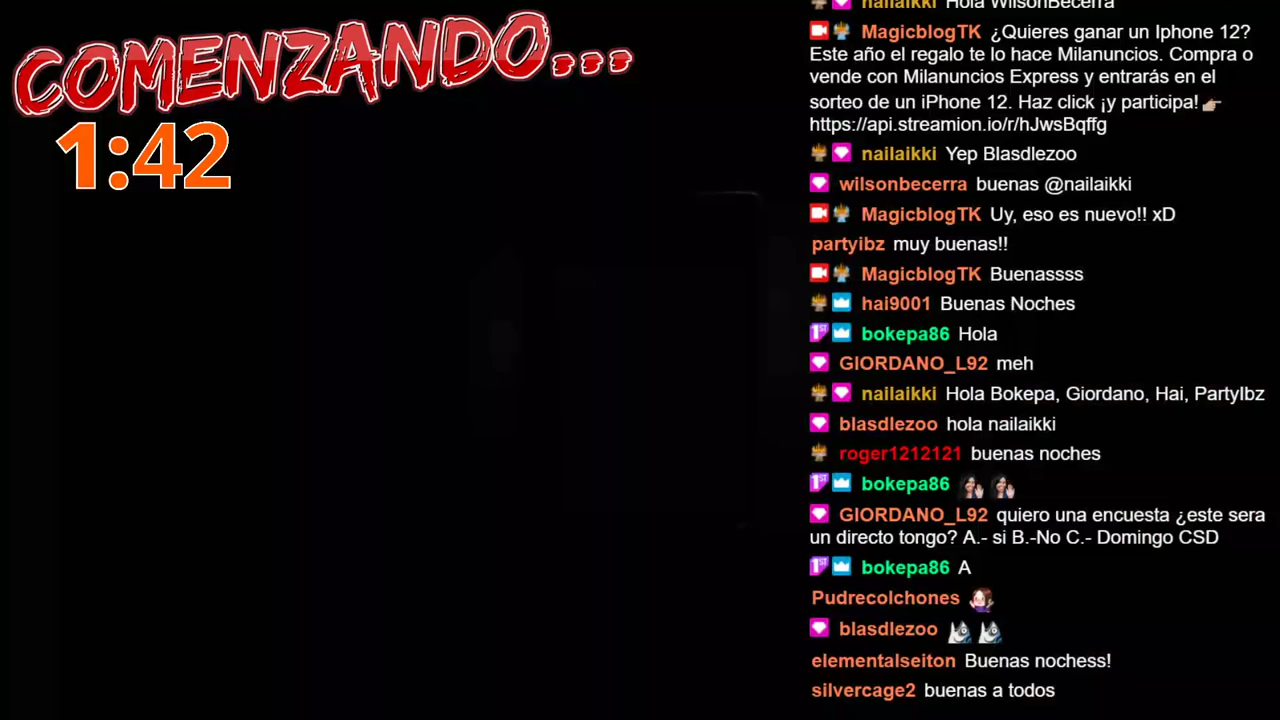 COMENZANDO...
1:42
nailaikki Hola WilsonBecerra
MagicblogTK ¿Quieres ganar un Iphone 12?
Este año el regalo te lo hace Milanuncios. Compra o
vende con Milanuncios Express y entrarás en el
sorteo de un iPhone 12. Haz click ¡y participa!
https://api.streamion.io/r/hJwsBqffg
nailaikki Yep Blasdlezoo
wilsonbecerra buenas @nailaikki
MagicblogTK Uy, eso es nuevo!! xD
partyibz muy buenas!!
MagicblogTK Buenassss
hai9001 Buenas Noches
bokepa86 Hola
GIORDANO_L92 meh
nailaikki Hola Bokepa, Giordano, Hai, PartyIbz
blasdlezoo hola nailaikki
roger1212121 buenas noches
1ST bokepa86
GIORDANO_L92 quiero una encuesta ¿este sera
un directo tongo? A.- si B.-No C.- Domingo CSD
bokepa86 A
Pudrecolchones
blasdlezoo
elementalseiton Buenas nochess!
silvercage2 buenas a todos